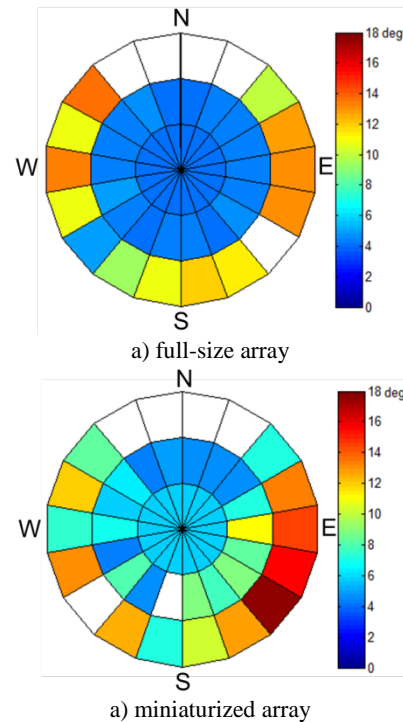 N
W E
S
18 deg
16
14
12
10
8
6
4
2
0
a) full-size array
N
W E
S
18 deg
16
14
12
10
8
6
4
2
0
a) miniaturized array